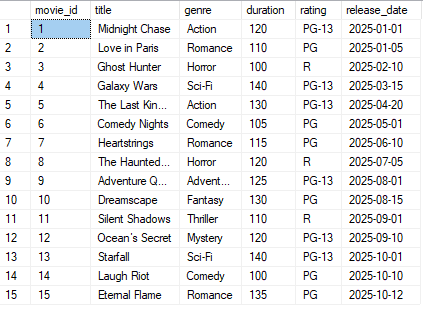 movie_id title genre duration rating release_date
1 1 Midnight Chase Action 120 PG-13 2025-01-01
2 2 Love in Paris Romance 110 PG 2025-01-05
3 3 Ghost Hunter Horror 100 R 2025-02-10
4 4 Galaxy Wars Sci-Fi 140 PG-13 2025-03-15
5 5 The Last Kin... Action 130 PG-13 2025-04-20
6 6 Comedy Nights Comedy 105 PG 2025-05-01
7 7 Heartstrings Romance 115 PG 2025-06-10
8 8 The Haunted... Horror 120 R 2025-07-05
9 9 Adventure Q... Advent... 125 PG-13 2025-08-01
10 10 Dreamscape Fantasy 130 PG 2025-08-15
11 11 Silent Shadows Thriller 110 R 2025-09-01
12 12 Ocean's Secret Mystery 120 PG-13 2025-09-10
13 13 Starfall Sci-Fi 140 PG-13 2025-10-01
14 14 Laugh Riot Comedy 100 PG 2025-10-10
15 15 Eternal Flame Romance 135 PG 2025-10-12